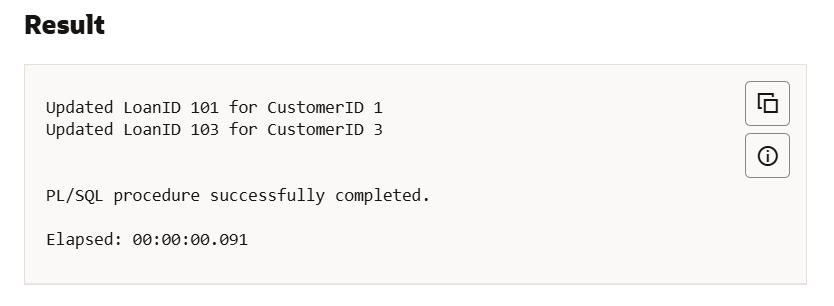 Result
Updated LoanID 101 for CustomerID 1
Updated LoanID 103 for CustomerID 3
PL/SQL procedure successfully completed.
Elapsed: 00:00:00.091